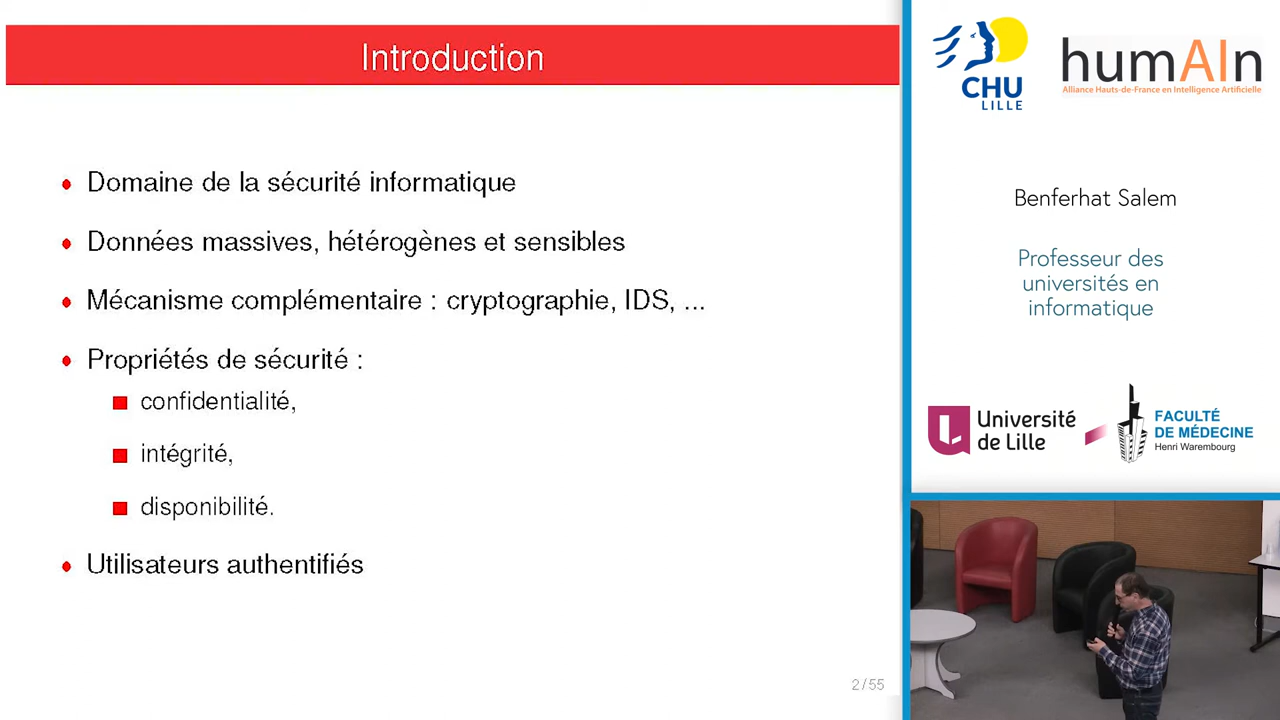 Introduction
• Domaine de la sécurité informatique
• Données massives, hétérogènes et sensibles
• Mécanisme complémentaire : cryptographie, IDS, ...
• Propriétés de sécurité :
■ confidentialité,
■ intégrité,
■ disponibilité.
• Utilisateurs authentifiés
2/55
CHU
LILLE
humAIn
Alliance Hauts-de-France en Intelligence Artificielle
Benferhat Salem
Professeur des
universités en
informatique
Université
de Lille
FACULTÉ
DE MÉDECINE
Henri Warembourg